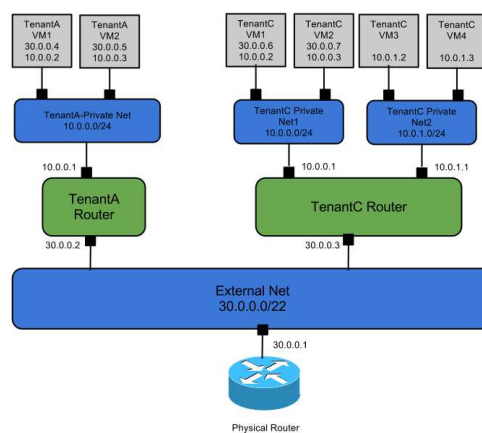 TenantA
VM1
30.0.0.4
10.0.0.2
TenantA
VM2
30.0.0.5
10.0.0.3
TenantC
VM1
30.0.0.6
10.0.0.2
TenantC
VM2
30.0.0.7
10.0.0.3
TenantC
VM3
10.0.1.2
TenantC
VM4
10.0.1.3
TenantA-Private Net
10.0.0.0/24
TenantC Private
Net1
10.0.0.0/24
TenantC Private
Net2
10.0.1.0/24
10.0.0.1
10.0.0.1
10.0.1.1
TenantA
Router
TenantC Router
30.0.0.2
30.0.0.3
External Net
30.0.0.0/22
30.0.0.1
Physical Router